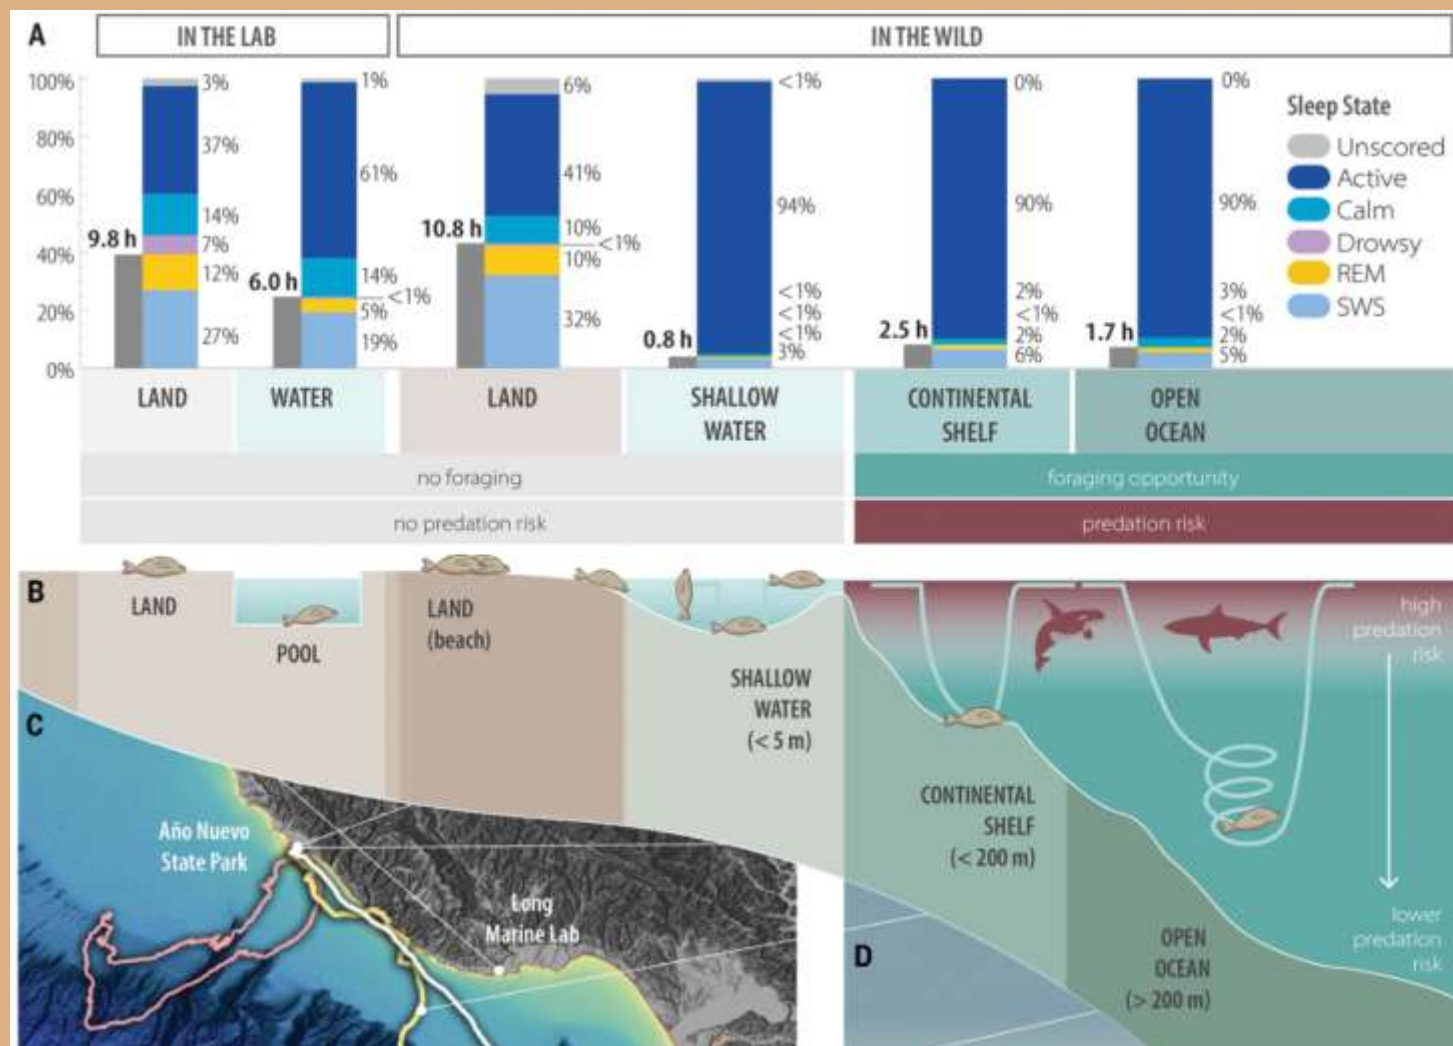 A
IN THE LAB
IN THE WILD
100%
80%
60%
40%
20%
0%
3%
37%
14%
7%
12%
27%
9.8 h
1%
61%
14%
<1%
5%
19%
6.0 h
6%
41%
10%
<1%
10%
32%
10.8 h
<1%
94%
<1%
<1%
<1%
3%
0.8 h
0%
90%
2%
<1%
2%
6%
2.5 h
0%
90%
3%
<1%
2%
5%
1.7 h
Sleep State
Unscored
Active
Calm
Drowsy
REM
SWS
LAND
WATER
LAND
SHALLOW
WATER
CONTINENTAL
SHELF
OPEN
OCEAN
no foraging
foraging opportunity
no predation risk
predation risk
B
LAND
POOL
LAND
(beach)
SHALLOW
WATER
(< 5 m)
CONTINENTAL
SHELF
(< 200 m)
OPEN
OCEAN
(> 200 m)
high
predation
risk
lower
predation
risk
C
Año Nuevo
State Park
Long
Marine Lab
D